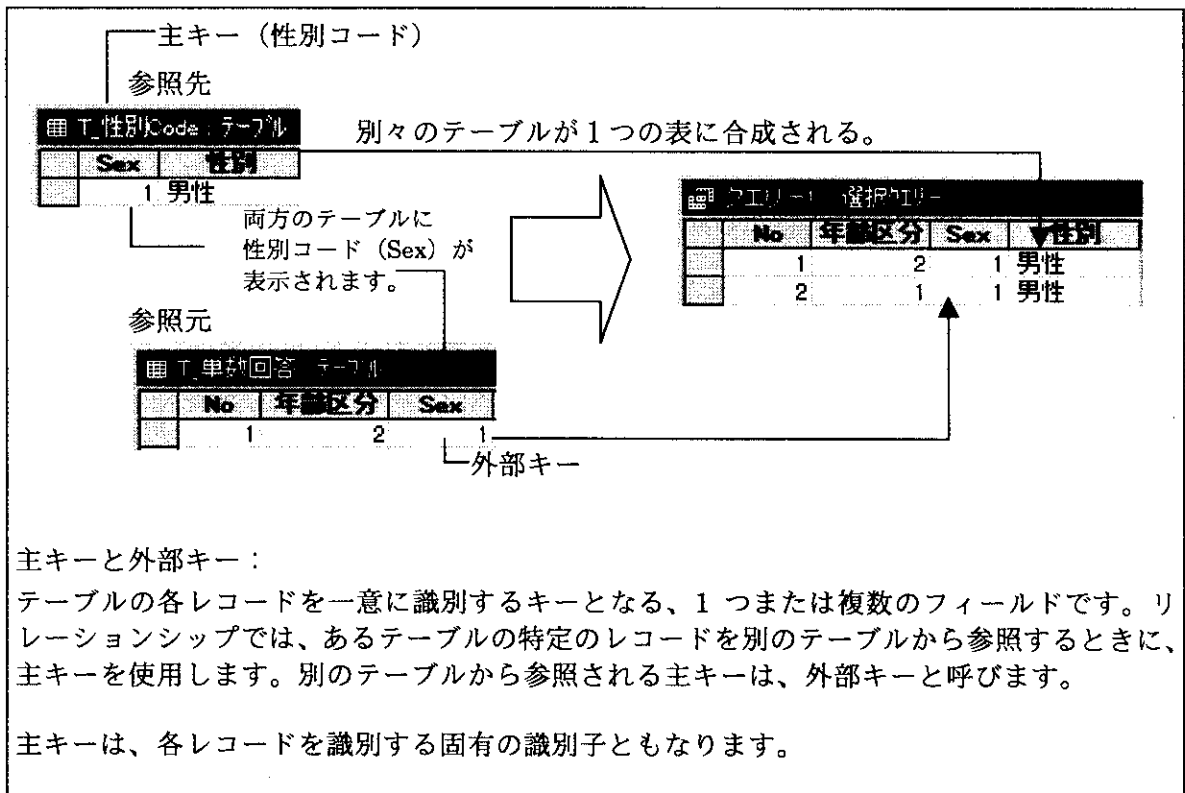 主キー（性別コード）
参照先
T_性別Code : テーブル
別々のテーブルが１つの表に合成される。
Sex 性別
1 男性
クエリー1 選択クエリー
No 年齢区分 Sex 性別
1 2 1 男性
2 1 1 男性
両方のテーブルに
性別コード（Sex）が
表示されます。
参照元
T_単数回答 テーブル
No 年齢区分 Sex
1 2 1
外部キー
主キーと外部キー：
テーブルの各レコードを一意に識別するキーとなる、1 つまたは複数のフィールドです。リ
レーションシップでは、あるテーブルの特定のレコードを別のテーブルから参照するときに、
主キーを使用します。別のテーブルから参照される主キーは、外部キーと呼びます。
主キーは、各レコードを識別する固有の識別子ともなります。